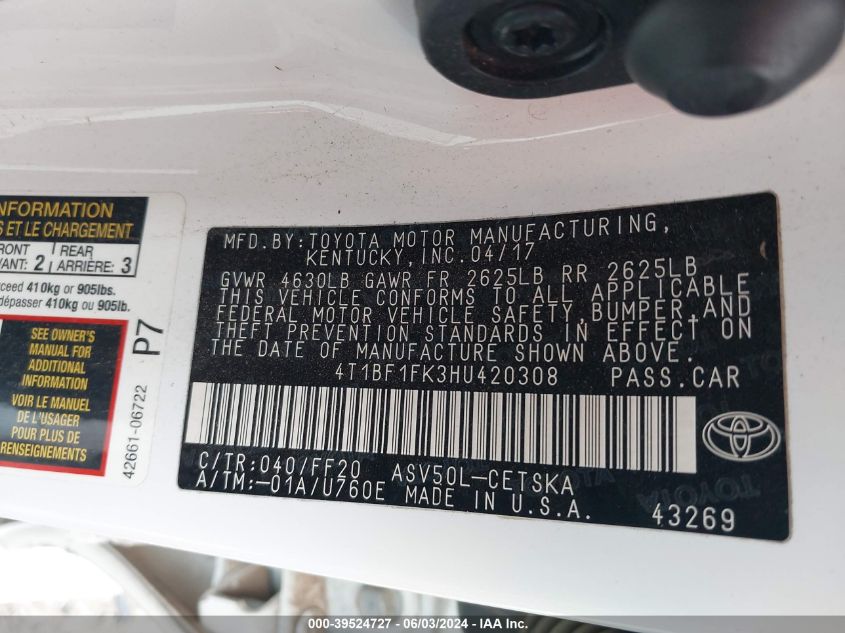 NFORMATION
S ET LE CHARGEMENT
RONT
VANT: 2
REAR
ARRIÈRE: 3
ceed 410kg or 905lbs.
dépasser 410kg ou 905lb.
SEE OWNER'S
MANUAL FOR
ADDITIONAL
INFORMATION
VOIR LE MANUEL
DE L'USAGER
POUR PLUS DE
RENSEIGNEMENTS
P7
42661-06722
MFD.BY:TOYOTA MOTOR MANUFACTURING,
KENTUCKY,INC.04/17
GVWR 4630LB GAWR FR 2625LB RR 2625LB
THIS VEHICLE CONFORMS TO ALL APPLICABLE
FEDERAL MOTOR VEHICLE SAFETY,BUMPER,AND
THEFT PREVENTION STANDARDS IN EFFECT ON
THE DATE OF MANUFACTURE SHOWN ABOVE.
4T1BF1FK3HU420308 PASS.CAR
C/TR:040/FF20 ASV50L-CETSKA
A/TM:-01A/U760E MADE IN U.S.A.
43269
000-39524727 - 06/03/2024 - IAA Inc.